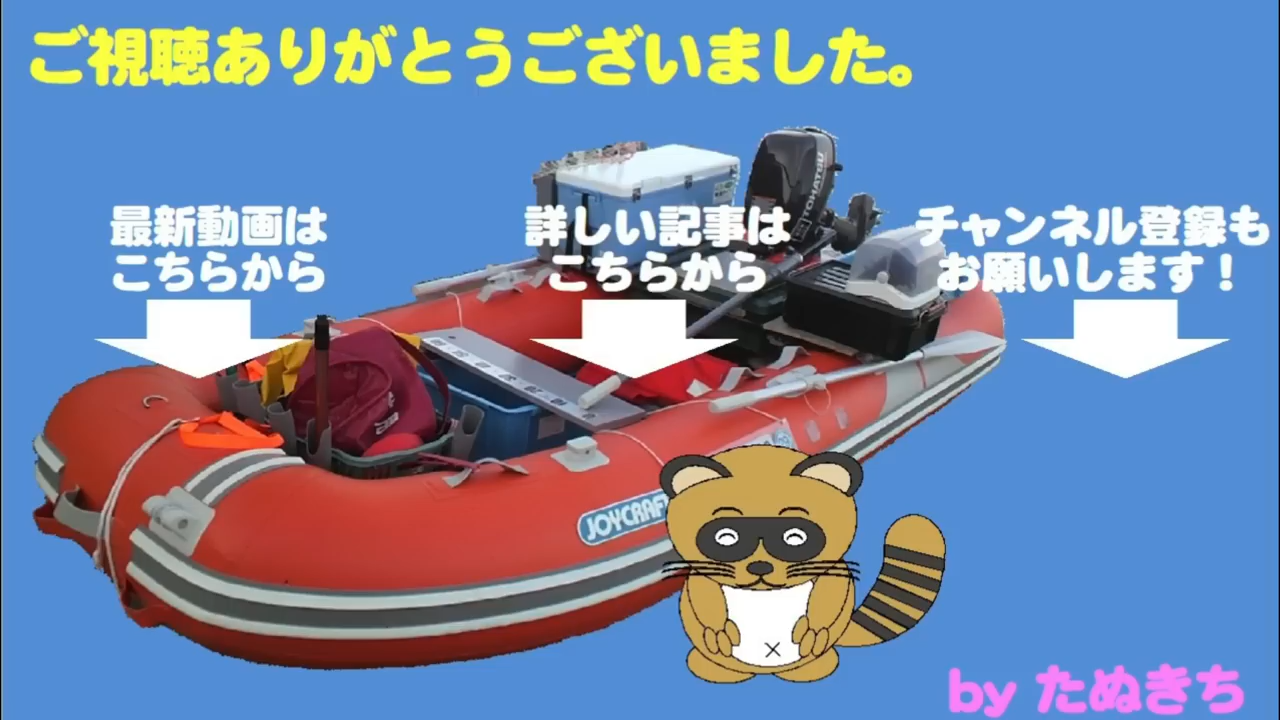 ご視聴ありがとうございました。
最新動画は
こちらから
詳しい記事は
こちらから
チャンネル登録も
お願いします！
TOHATSU
JOYCRAFT
by たぬきち